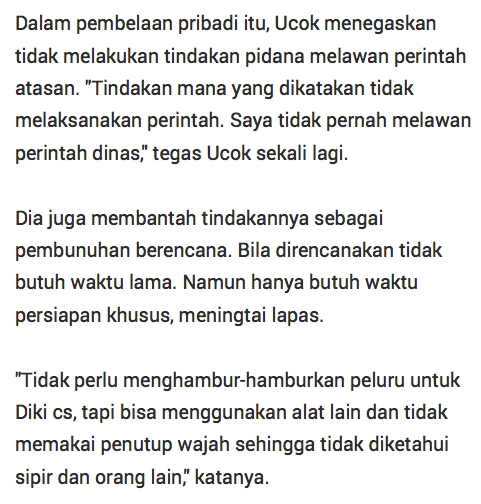 Dalam pembelaan pribadi itu, Ucok menegaskan
tidak melakukan tindakan pidana melawan perintah
atasan. "Tindakan mana yang dikatakan tidak
melaksanakan perintah. Saya tidak pernah melawan
perintah dinas," tegas Ucok sekali lagi.
Dia juga membantah tindakannya sebagai
pembunuhan berencana. Bila direncanakan tidak
butuh waktu lama. Namun hanya butuh waktu
persiapan khusus, meningtai lapas.
"Tidak perlu menghambur-hamburkan peluru untuk
Diki cs, tapi bisa menggunakan alat lain dan tidak
memakai penutup wajah sehingga tidak diketahui
sipir dan orang lain," katanya.